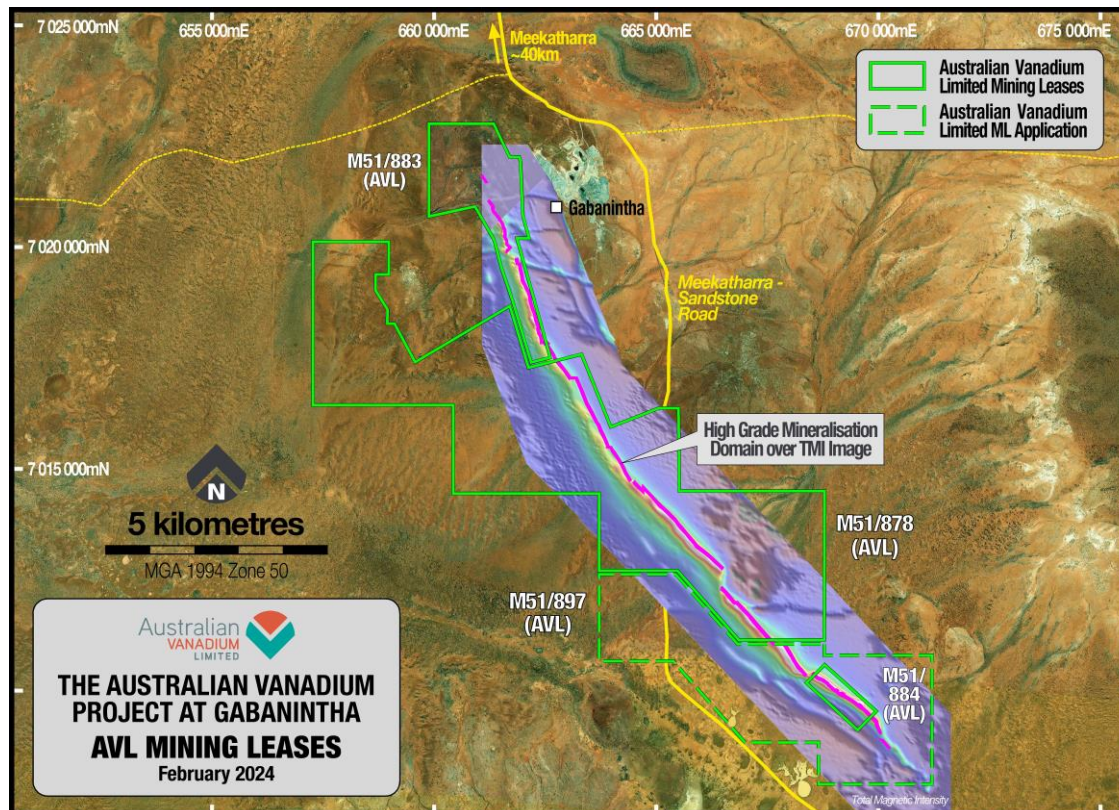 7 025 000mN
655 000mE
660 000mE
665 000mE
670 000mE
675 000mE
Meekatharra
~40km
Australian Vanadium
Limited Mining Leases
Australian Vanadium
Limited ML Application
M51/883
(AVL)
Gabanintha
7 020 000mN
Meekatharra -
Sandstone
Road
High Grade Mineralisation
Domain over TMI Image
7 015 000mN
N
5 kilometres
MGA 1994 Zone 50
M51/878
(AVL)
M51/897
(AVL)
M51/
884
(AVL)
Australian
VANADIUM
LIMITED
THE AUSTRALIAN VANADIUM
PROJECT AT GABANINTHA
AVL MINING LEASES
February 2024
Total Magnetic Intensity